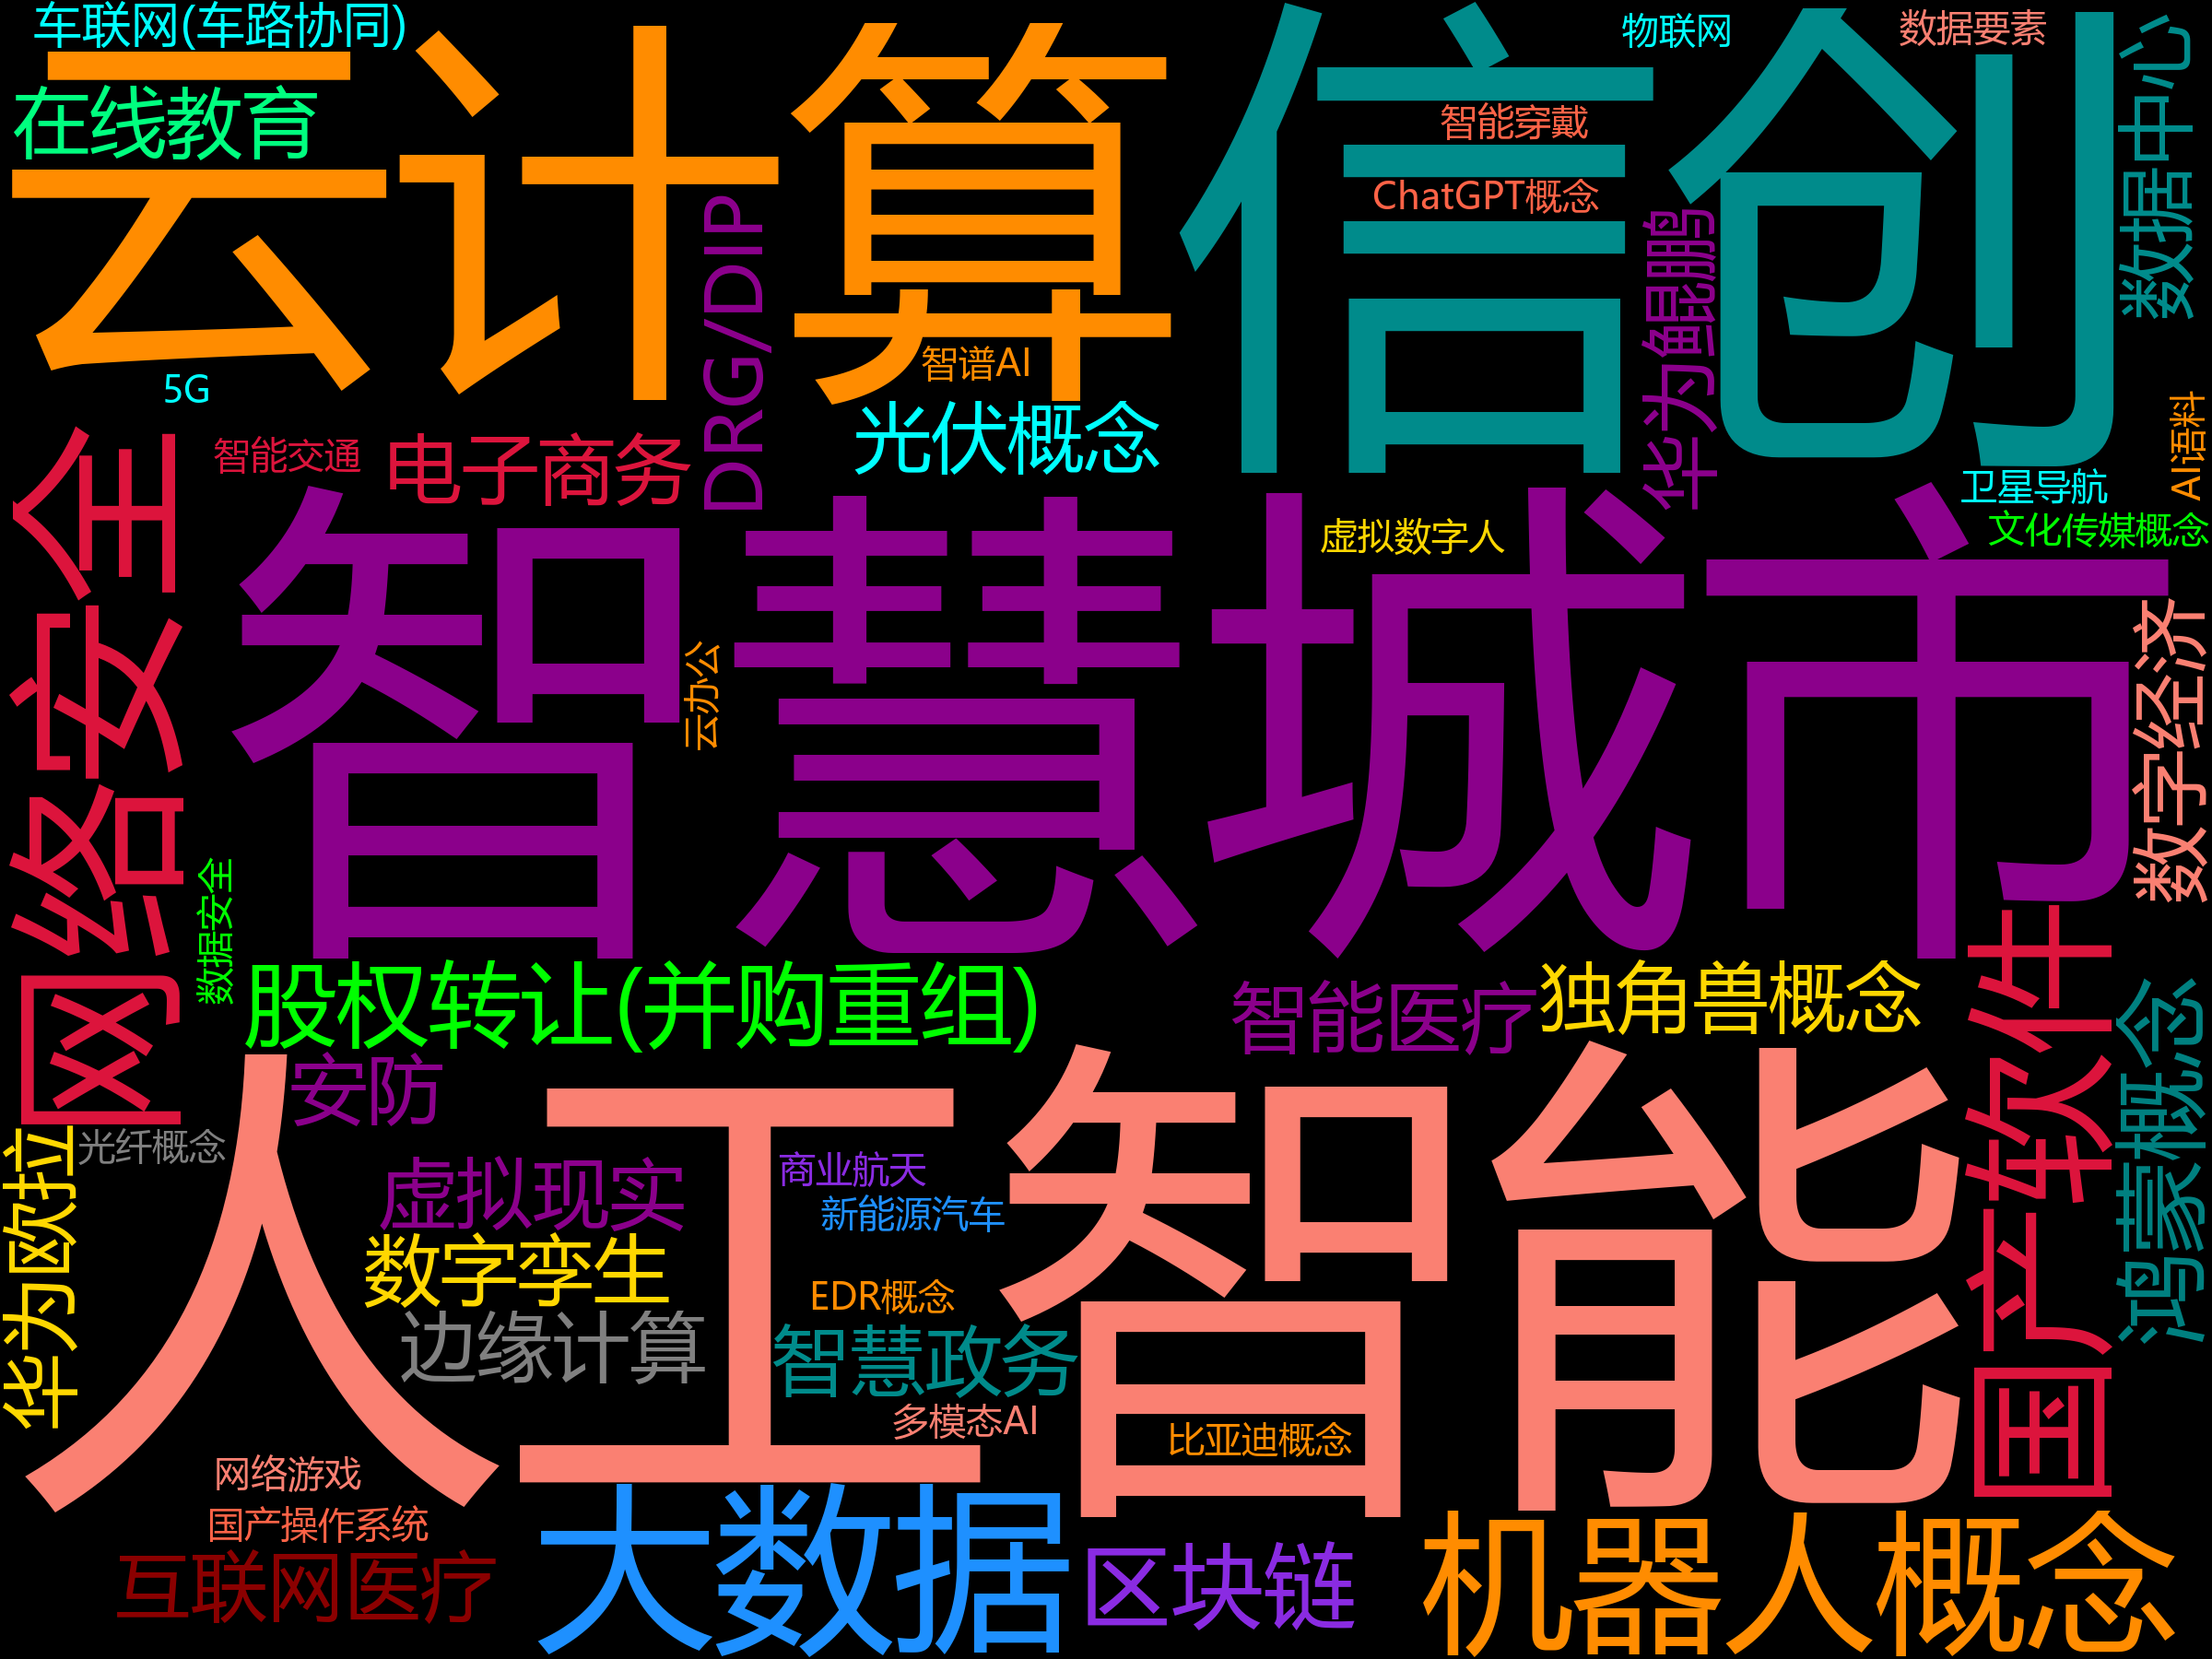 车联网(车路协同)
云计算
信创
物联网
数据要素
数据中心
在线教育
智能穿戴
ChatGPT概念
DRG/DIP
华为鲲鹏
智谱AI
5G
光伏概念
AI语料
智能交通
电子商务
卫星导航
文化传媒概念
虚拟数字人
网络安全
智慧城市
云办公
数字经济
数据安全
股权转让(并购重组)
智能医疗
独角兽概念
国产软件
鸿蒙概念
人工智能
安防
光纤概念
华为欧拉
虚拟现实
商业航天
新能源汽车
数字孪生
EDR概念
边缘计算
智慧政务
多模态AI
比亚迪概念
网络游戏
国产操作系统
大数据
区块链
机器人概念
互联网医疗